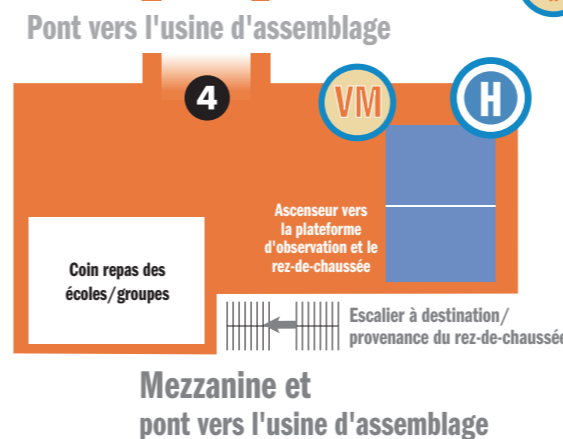 Pont vers l'usine d'assemblage
4
VM
H
Ascenseur vers
la plateforme
d'observation et le
rez-de-chaussée
Coin repas des
écoles/groupes
Escalier à destination/
provenance du rez-de-chaussée
Mezzanine et
pont vers l'usine d'assemblage